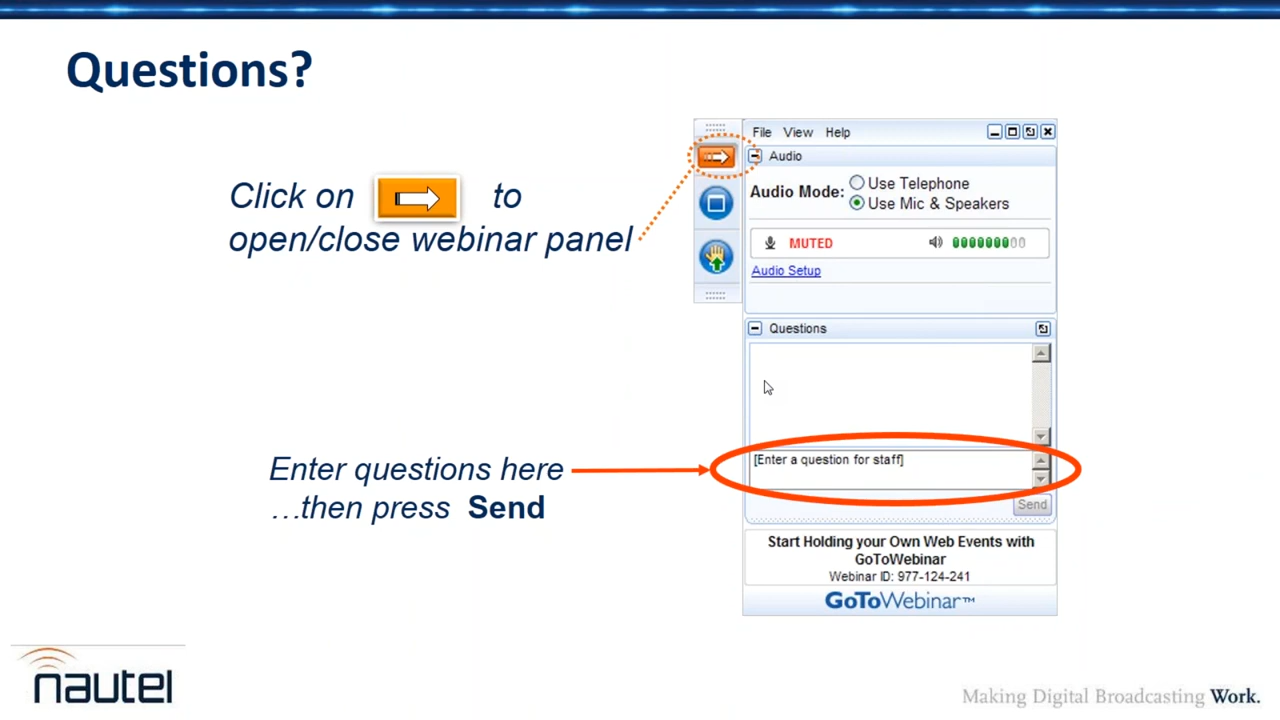 Questions?
Click on to
open/close webinar panel
File View Help
Audio
Audio Mode: Use Telephone
Use Mic & Speakers
MUTED
Audio Setup
Questions
[Enter a question for staff]
Enter questions here
...then press Send
Send
Start Holding your Own Web Events with
GoToWebinar
Webinar ID: 977-124-241
GoToWebinar™
nautel
Making Digital Broadcasting Work.